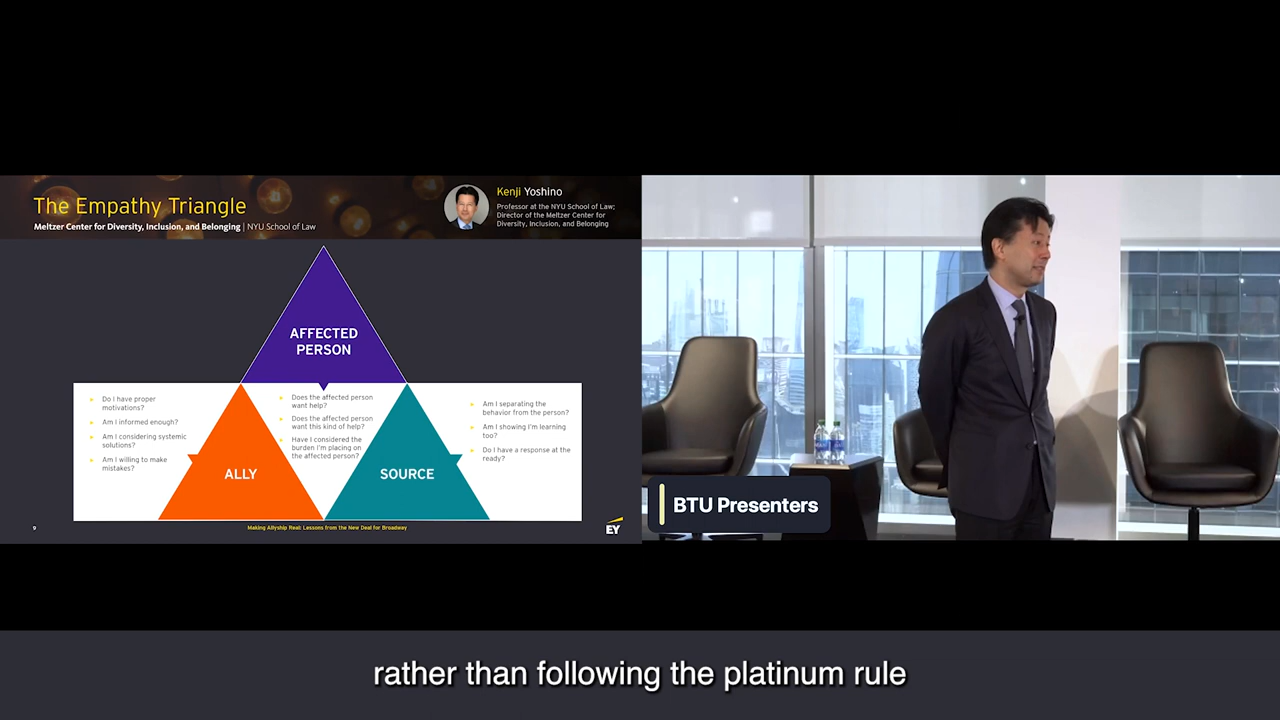 The Empathy Triangle
Meltzer Center for Diversity, Inclusion, and Belonging | NYU School of Law
Kenji Yoshino
Professor at the NYU School of Law;
Director of the Meltzer Center for
Diversity, Inclusion, and Belonging
AFFECTED
PERSON
Do I have proper
motivations?
Am I informed enough?
Am I considering systemic
solutions?
Am I willing to make
mistakes?
ALLY
Does the affected person
want help?
Does the affected person
want this kind of help?
Have I considered the
burden I'm placing on
the affected person?
SOURCE
Am I separating the
behavior from the person?
Am I showing I'm learning
too?
Do I have a response at the
ready?
9
Making Allyship Real: Lessons from the New Deal for Broadway
EY
BTU Presenters
rather than following the platinum rule